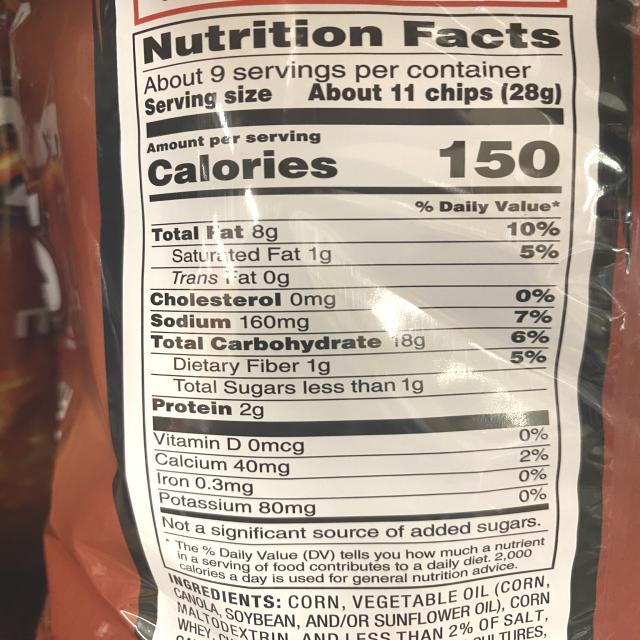 Nutrition Facts
About 9 servings per container
Serving size About 11 chips (28g)
Amount per serving
Calories 150
% Daily Value*
Total Fat 8g 10%
Saturated Fat 1g 5%
Trans Fat 0g
Cholesterol 0mg 0%
Sodium 160mg 7%
Total Carbohydrate 18g 6%
Dietary Fiber 1g 5%
Total Sugars less than 1g
Protein 2g
Vitamin D 0mcg 0%
Calcium 40mg 2%
Iron 0.3mg 0%
Potassium 80mg 0%
Not a significant source of added sugars.
* The % Daily Value (DV) tells you how much a nutrient
in a serving of food contributes to a daily diet. 2,000
calories a day is used for general nutrition advice.
INGREDIENTS: CORN, VEGETABLE OIL (CORN,
CANOLA, SOYBEAN, AND/OR SUNFLOWER OIL), CORN
MALTODEXTRIN, AND LESS THAN 2% OF SALT,
WHEY,